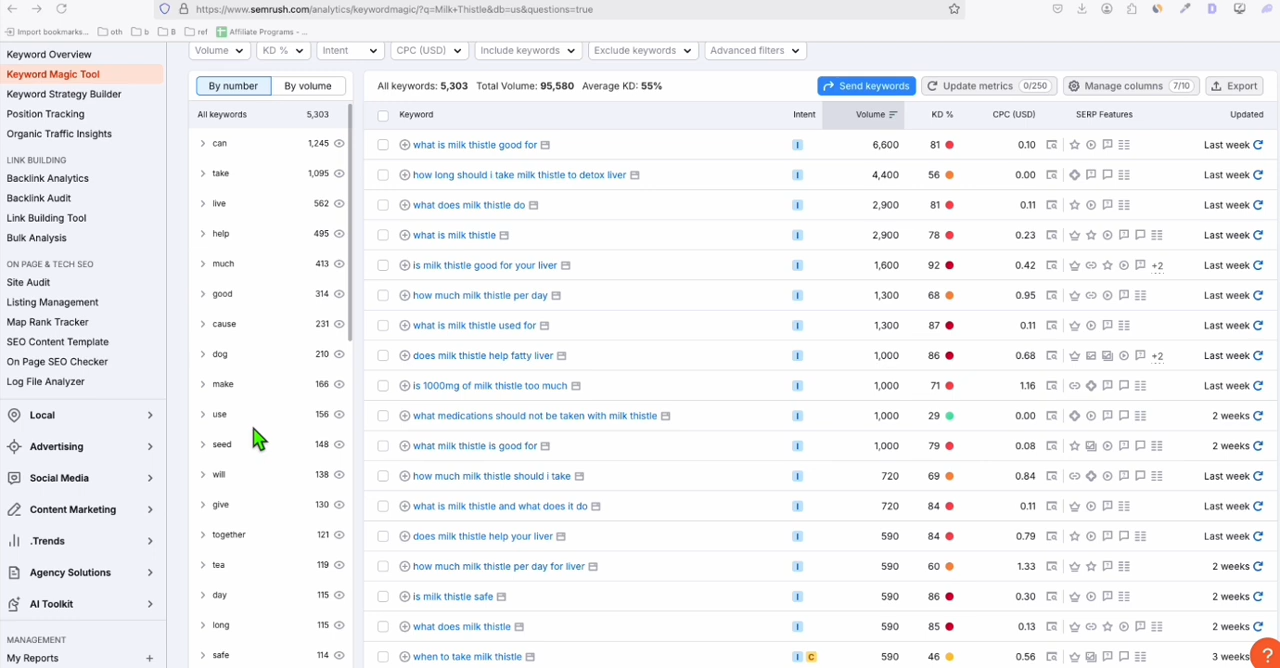 https://www.semrush.com/analytics/keywordmagic/?q=Milk+Thistle&db=us&questions=true
Import bookmarks... oth b B ref Affiliate Programs - ...
Keyword Overview
Keyword Magic Tool
Keyword Strategy Builder
Position Tracking
Organic Traffic Insights
LINK BUILDING
Backlink Analytics
Backlink Audit
Link Building Tool
Bulk Analysis
ON PAGE & TECH SEO
Site Audit
Listing Management
Map Rank Tracker
SEO Content Template
On Page SEO Checker
Log File Analyzer
Local
Advertising
Social Media
Content Marketing
.Trends
Agency Solutions
AI Toolkit
MANAGEMENT
My Reports +
Volume KD % Intent CPC (USD) Include keywords Exclude keywords Advanced filters
By number By volume
All keywords 5,303
can 1,245
take 1,095
live 562
help 495
much 413
good 314
cause 231
dog 210
make 166
use 156
seed 148
will 138
give 130
together 121
tea 119
day 115
long 115
safe 114
All keywords: 5,303 Total Volume: 95,580 Average KD: 55%
Send keywords Update metrics 0/250 Manage columns 7/10 Export
Keyword Intent Volume KD % CPC (USD) SERP Features Updated
what is milk thistle good for I 6,600 81 0.10 Last week
how long should i take milk thistle to detox liver I 4,400 56 0.00 Last week
what does milk thistle do I 2,900 81 0.11 Last week
what is milk thistle I 2,900 78 0.23 Last week
is milk thistle good for your liver I 1,600 92 0.42 +2 Last week
how much milk thistle per day I 1,300 68 0.95 Last week
what is milk thistle used for I 1,300 87 0.11 Last week
does milk thistle help fatty liver I 1,000 86 0.68 +2 Last week
is 1000mg of milk thistle too much I 1,000 71 1.16 Last week
what medications should not be taken with milk thistle I 1,000 29 0.00 2 weeks
what milk thistle is good for I 1,000 79 0.08 2 weeks
how much milk thistle should i take I 720 69 0.84 Last week
what is milk thistle and what does it do I 720 84 0.11 Last week
does milk thistle help your liver I 590 84 0.79 Last week
how much milk thistle per day for liver I 590 60 1.33 2 weeks
is milk thistle safe I 590 86 0.30 2 weeks
what does milk thistle I 590 85 0.13 2 weeks
when to take milk thistle I C 590 46 0.56 3 weeks
?